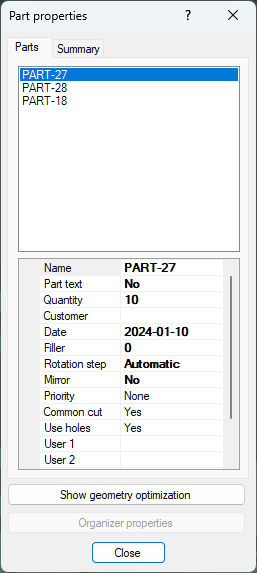 Part properties ? ×
Parts Summary
PART-27
PART-28
PART-18
Name PART-27
Part text No
Quantity 10
Customer
Date 2024-01-10
Filler 0
Rotation step Automatic
Mirror No
Priority None
Common cut Yes
Use holes Yes
User 1
User 2
Show geometry optimization
Organizer properties
Close